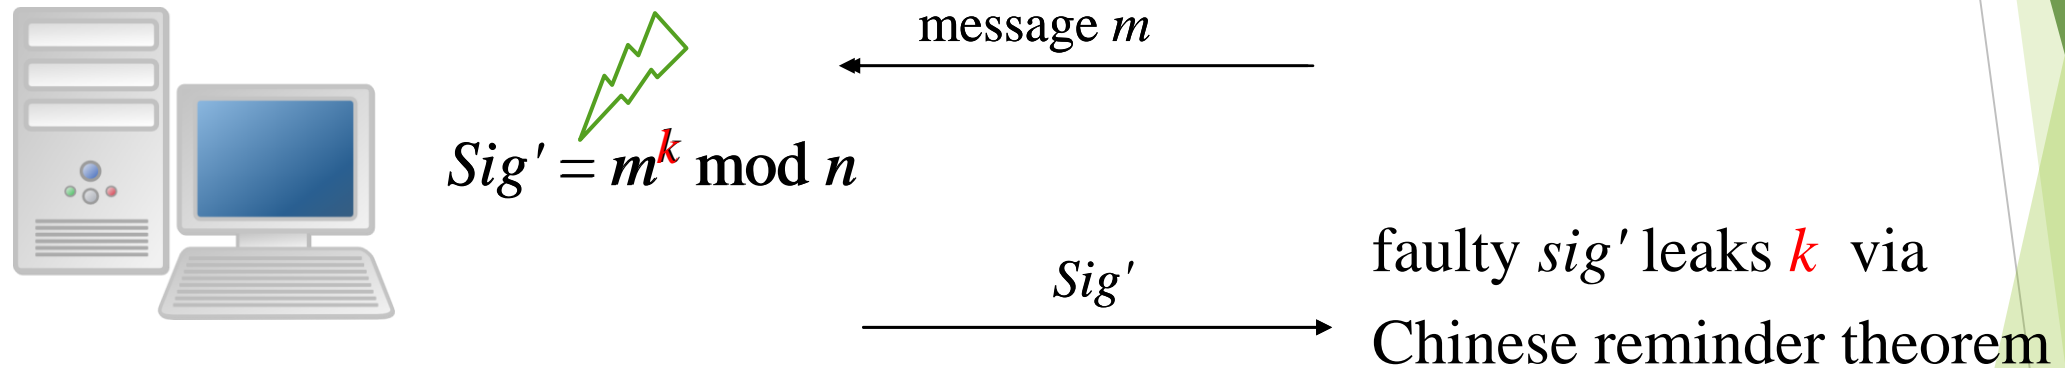 message m
Sig' = m^k mod n
Sig'
faulty sig' leaks k via
Chinese reminder theorem